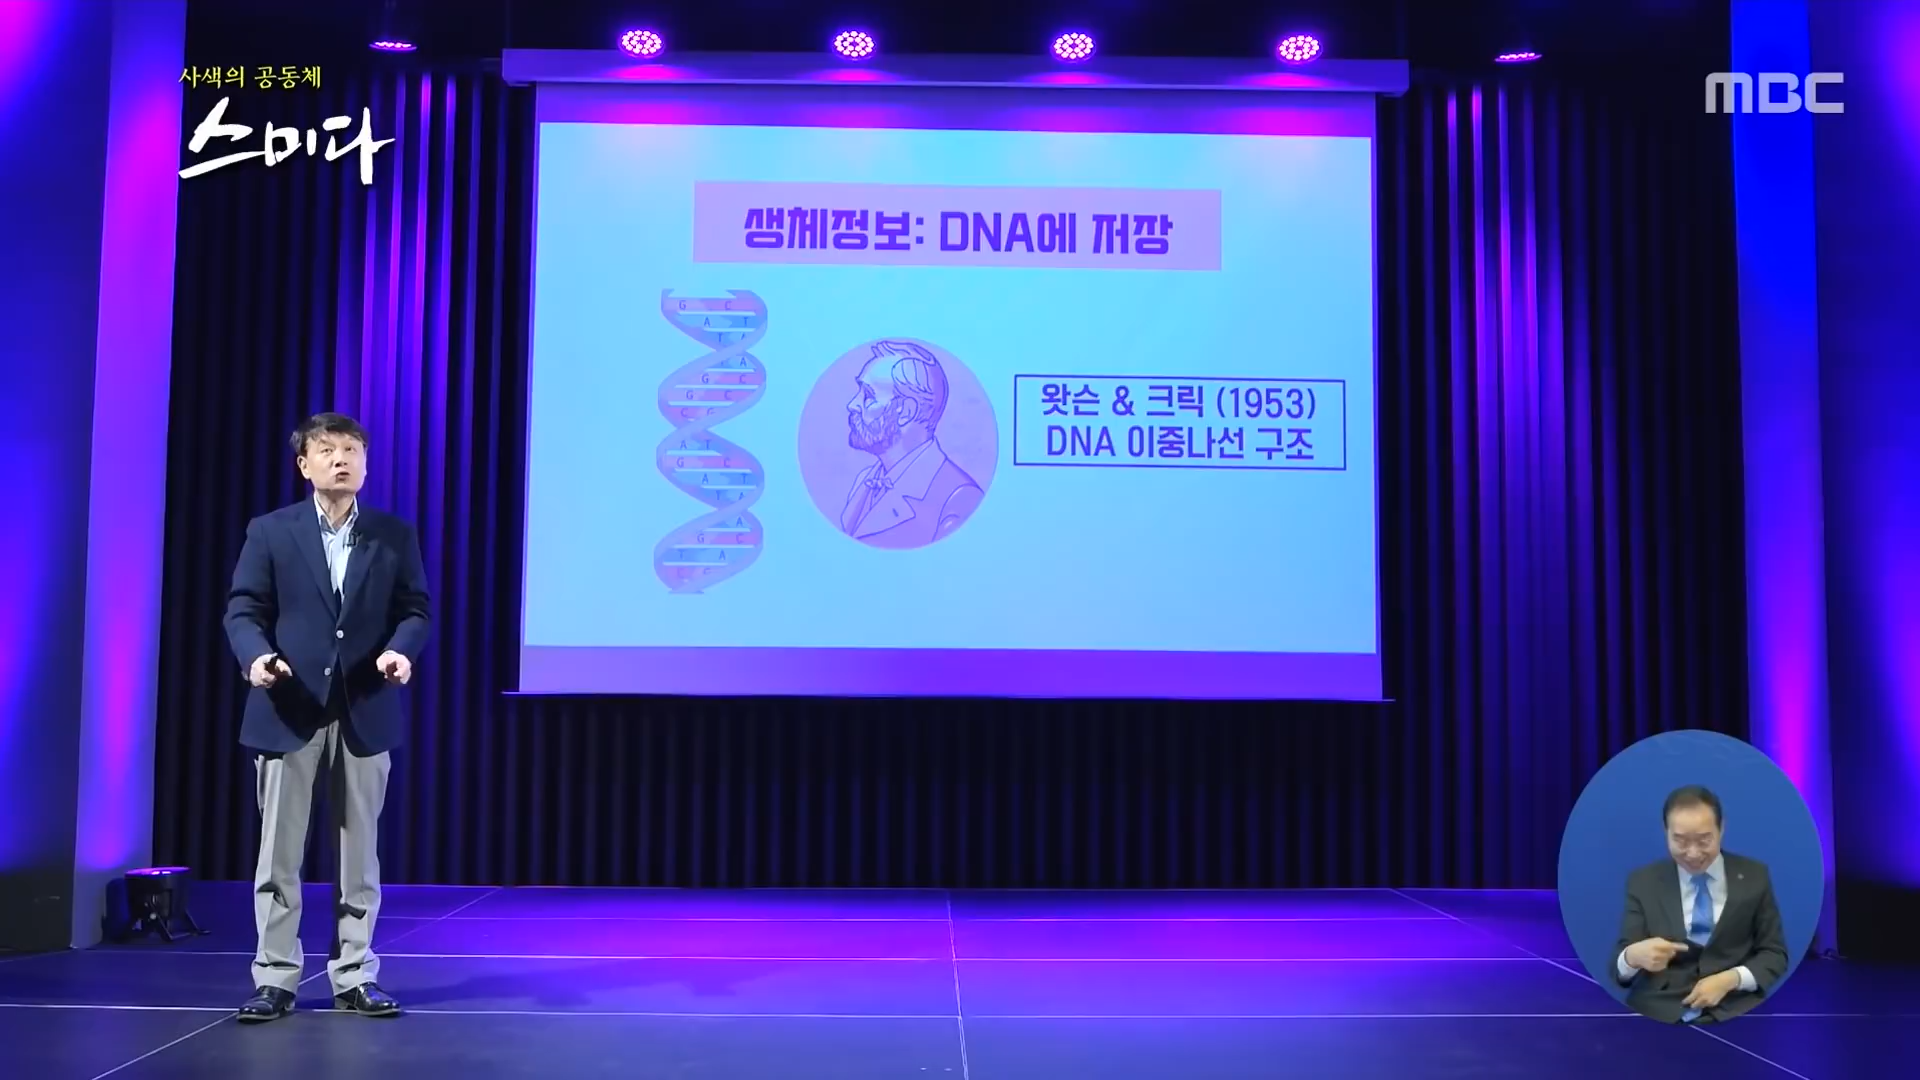 사색의 공동체
스미다
MBC
생체정보: DNA에 저장
왓슨 & 크릭 (1953)
DNA 이중나선 구조